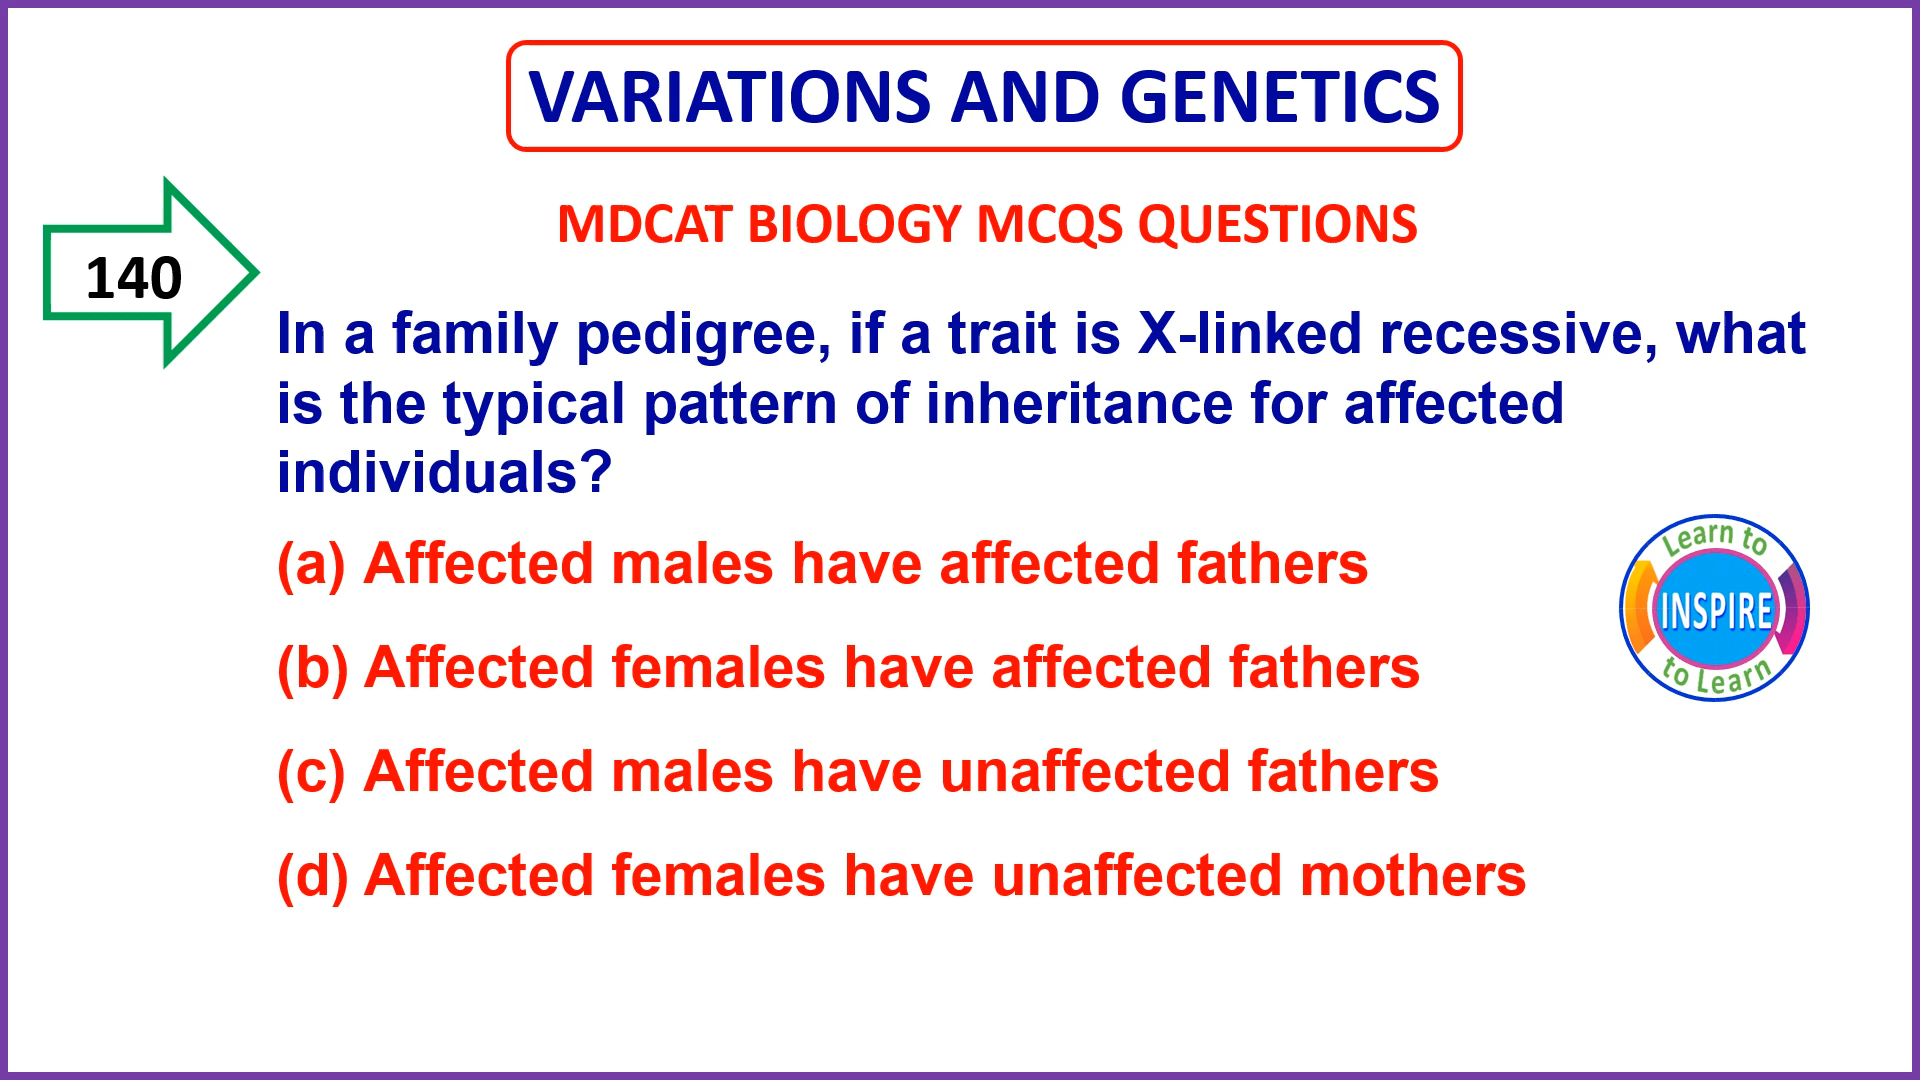 VARIATIONS AND GENETICS
MDCAT BIOLOGY MCQS QUESTIONS
140
In a family pedigree, if a trait is X-linked recessive, what
is the typical pattern of inheritance for affected
individuals?
(a) Affected males have affected fathers
(b) Affected females have affected fathers
(c) Affected males have unaffected fathers
(d) Affected females have unaffected mothers
Learn to
INSPIRE
to Learn